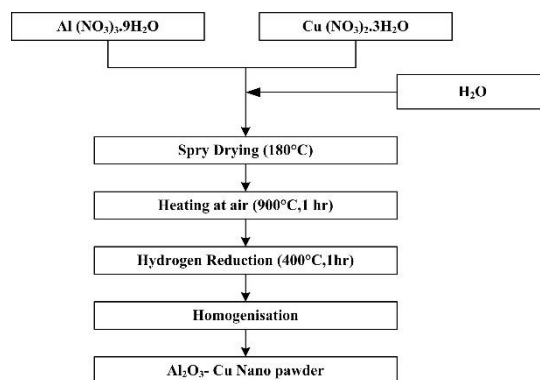 Al (NO₃)₃.9H₂O
Cu (NO₃)₂.3H₂O
H₂O
Spry Drying (180°C)
Heating at air (900°C,1 hr)
Hydrogen Reduction (400°C,1hr)
Homogenisation
Al₂O₃- Cu Nano pawder